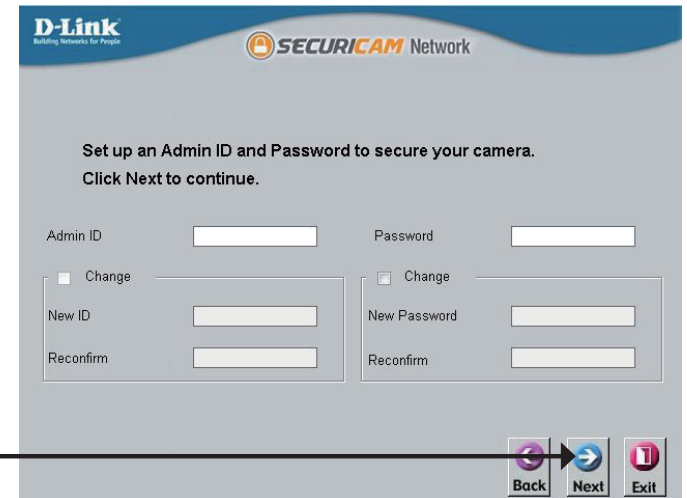 D-Link
Building Networks for People
SECURICAM Network
Set up an Admin ID and Password to secure your camera.
Click Next to continue.
Admin ID
Password
Change
Change
New ID
New Password
Reconfirm
Reconfirm
Back
Next
Exit